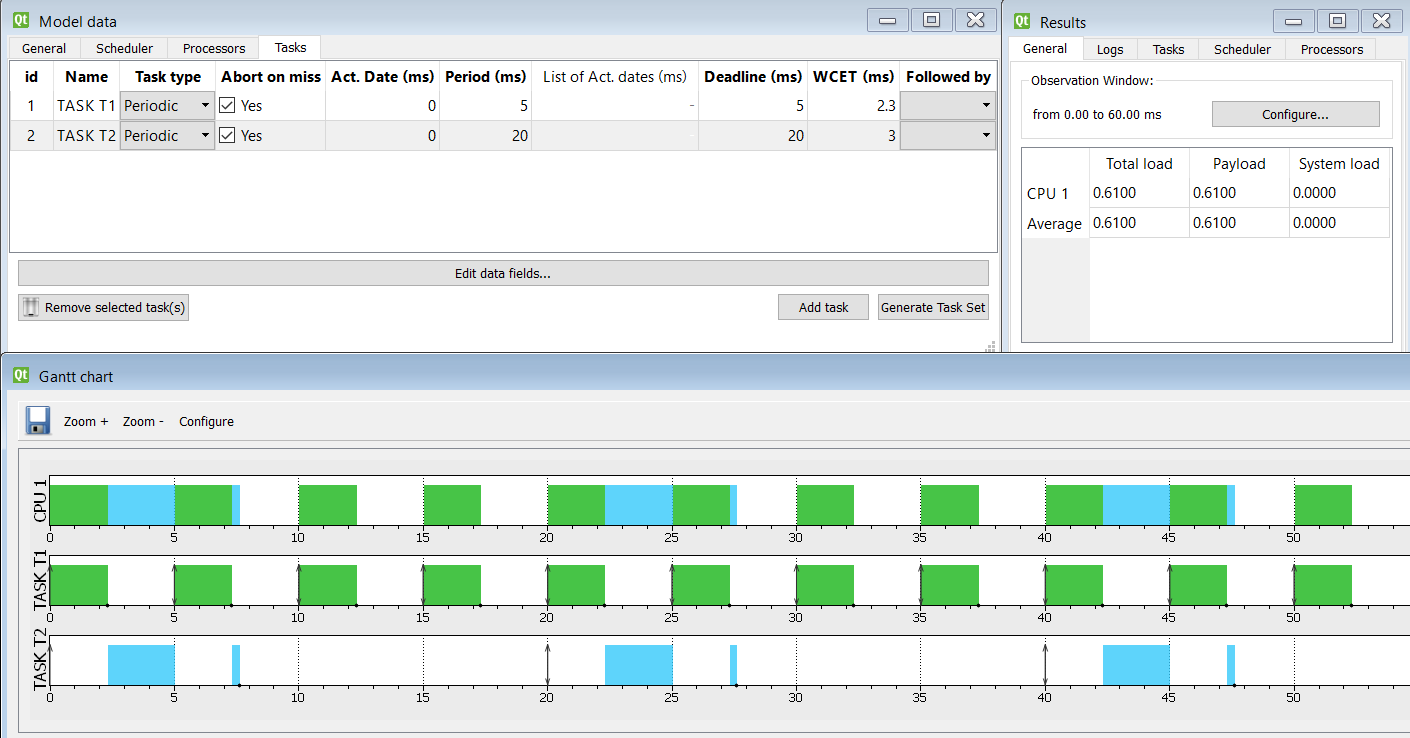 Qt Model data
General Scheduler Processors Tasks
id Name Task type Abort on miss Act. Date (ms) Period (ms) List of Act. dates (ms) Deadline (ms) WCET (ms) Followed by
1 TASK T1 Periodic Yes 0 5 - 5 2.3
2 TASK T2 Periodic Yes 0 20 - 20 3
Edit data fields...
Remove selected task(s) Add task Generate Task Set
Qt Results
General Logs Tasks Scheduler Processors
Observation Window:
from 0.00 to 60.00 ms Configure...
Total load Payload System load
CPU 1 0.6100 0.6100 0.0000
Average 0.6100 0.6100 0.0000
Qt Gantt chart
Zoom + Zoom - Configure
CPU 1
0 5 10 15 20 25 30 35 40 45 50
TASK T1
0 5 10 15 20 25 30 35 40 45 50
TASK T2
0 5 10 15 20 25 30 35 40 45 50